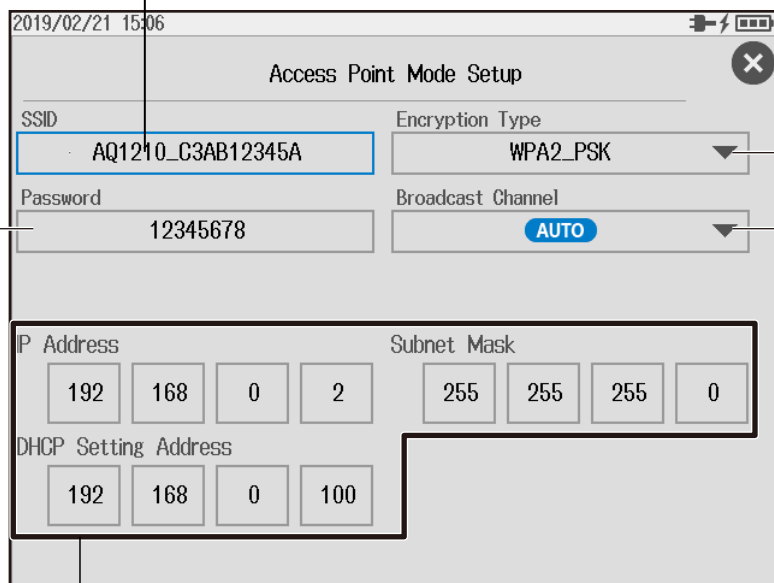 2019/02/21 15:06
Access Point Mode Setup
SSID
AQ1210_C3AB12345A
Encryption Type
WPA2_PSK
Password
12345678
Broadcast Channel
AUTO
IP Address
192 168 0 2
Subnet Mask
255 255 255 0
DHCP Setting Address
192 168 0 100